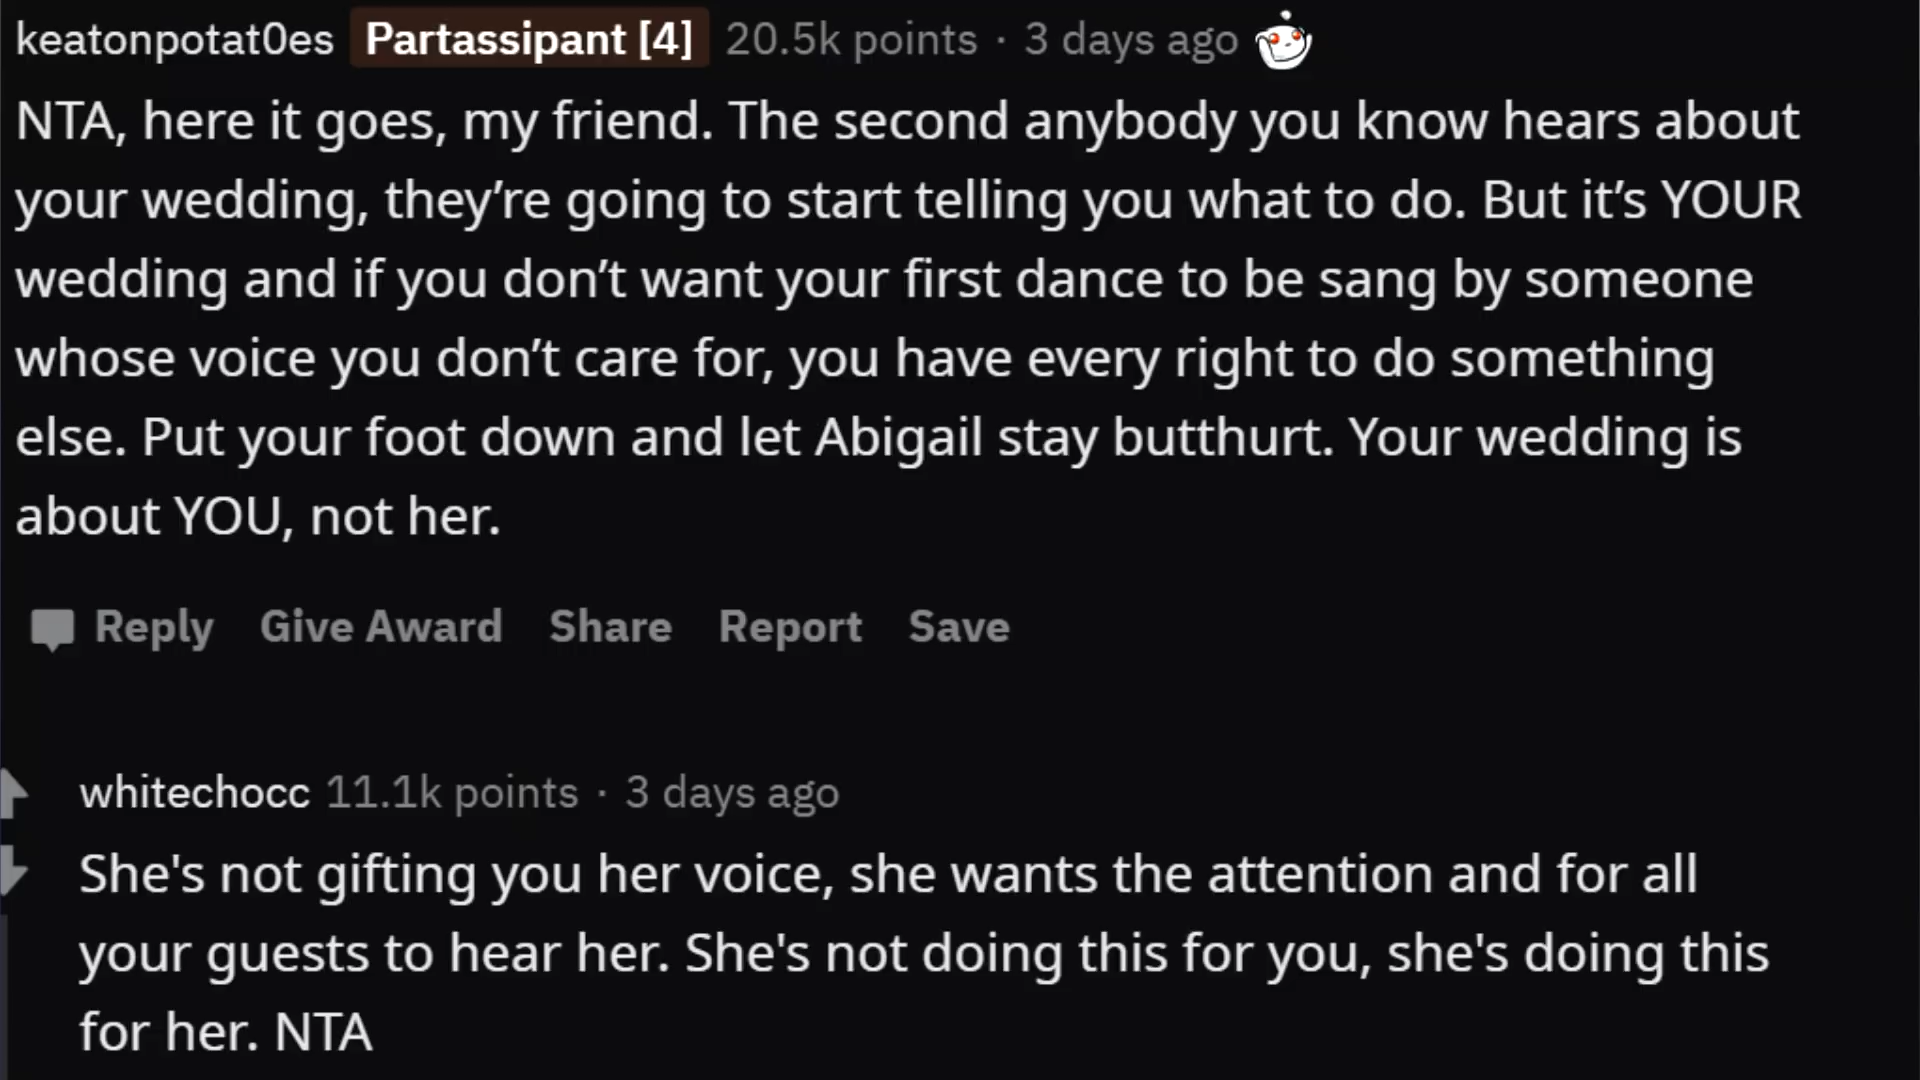 keatonpotat0es Partassipant [4] 20.5k points · 3 days ago
NTA, here it goes, my friend. The second anybody you know hears about
your wedding, they’re going to start telling you what to do. But it’s YOUR
wedding and if you don’t want your first dance to be sang by someone
whose voice you don’t care for, you have every right to do something
else. Put your foot down and let Abigail stay butthurt. Your wedding is
about YOU, not her.
Reply Give Award Share Report Save
whitechocc 11.1k points · 3 days ago
She's not gifting you her voice, she wants the attention and for all
your guests to hear her. She's not doing this for you, she's doing this
for her. NTA